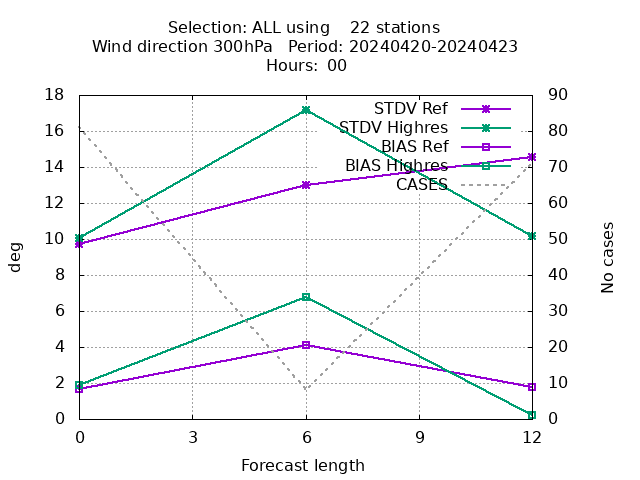 Selection: ALL using    22 stations
Wind direction 300hPa   Period: 20240420-20240423
Hours: 00
STDV Ref
STDV Highres
BIAS Ref
BIAS Highres
CASES
18
16
14
12
10
8
6
4
2
0
deg
90
80
70
60
50
40
30
20
10
0
No cases
0 3 6 9 12
Forecast length